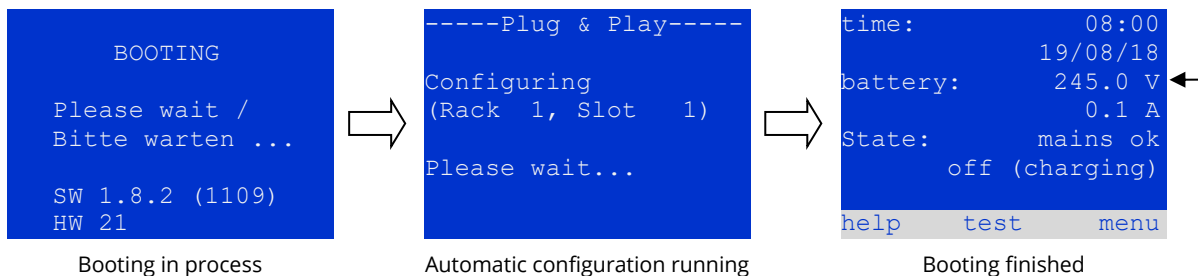 BOOTING
Please wait /
Bitte warten ...
SW 1.8.2 (1109)
HW 21
Booting in process
-----Plug & Play-----
Configuring
(Rack 1, Slot 1)
Please wait...
Automatic configuration running
time: 08:00
19/08/18
battery: 245.0 V
0.1 A
State: mains ok
off (charging)
help test menu
Booting finished